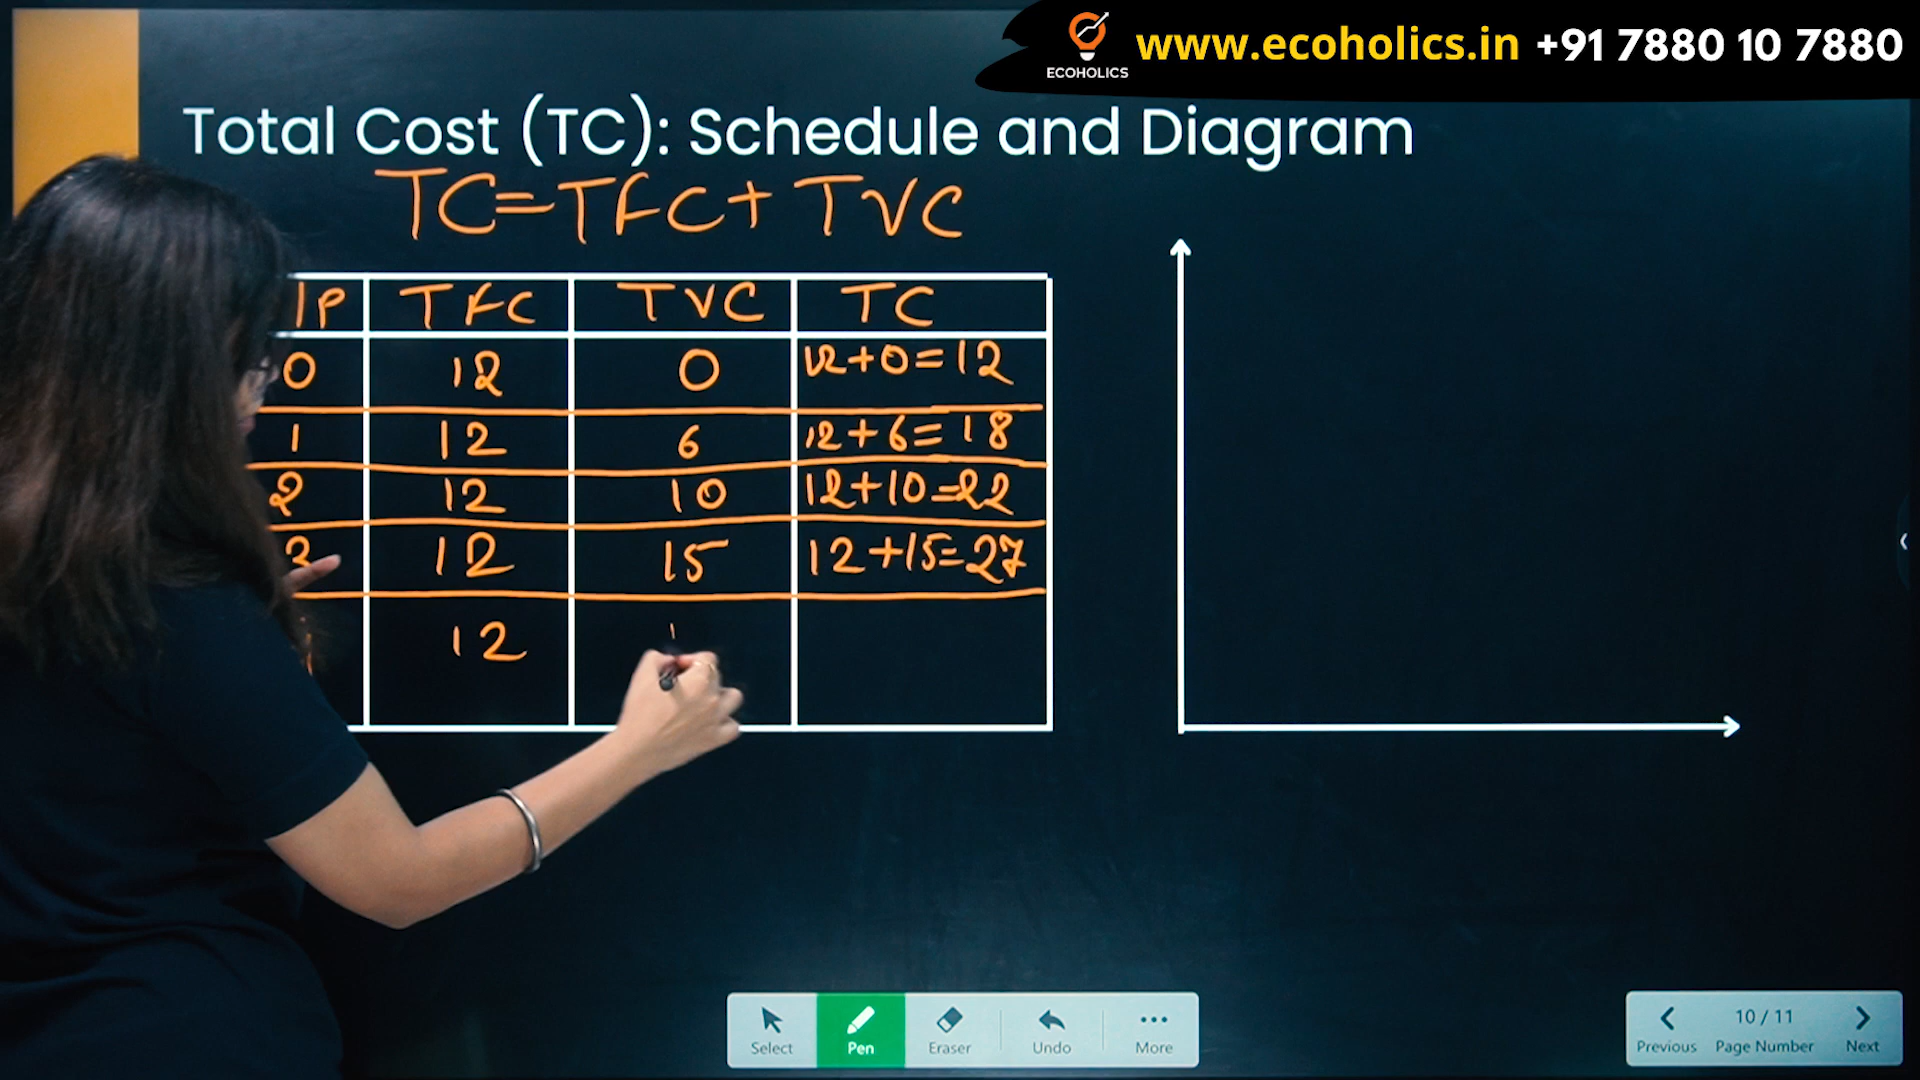 www.ecoholics.in +91 7880 10 7880
ECOHOLICS
Total Cost (TC): Schedule and Diagram
TC=TFC+TVC
IP TFC TVC TC
0 12 0 12+0=12
1 12 6 12+6=18
2 12 10 12+10=22
3 12 15 12+15=27
12
Select Pen Eraser Undo More
10 / 11
Previous Page Number Next